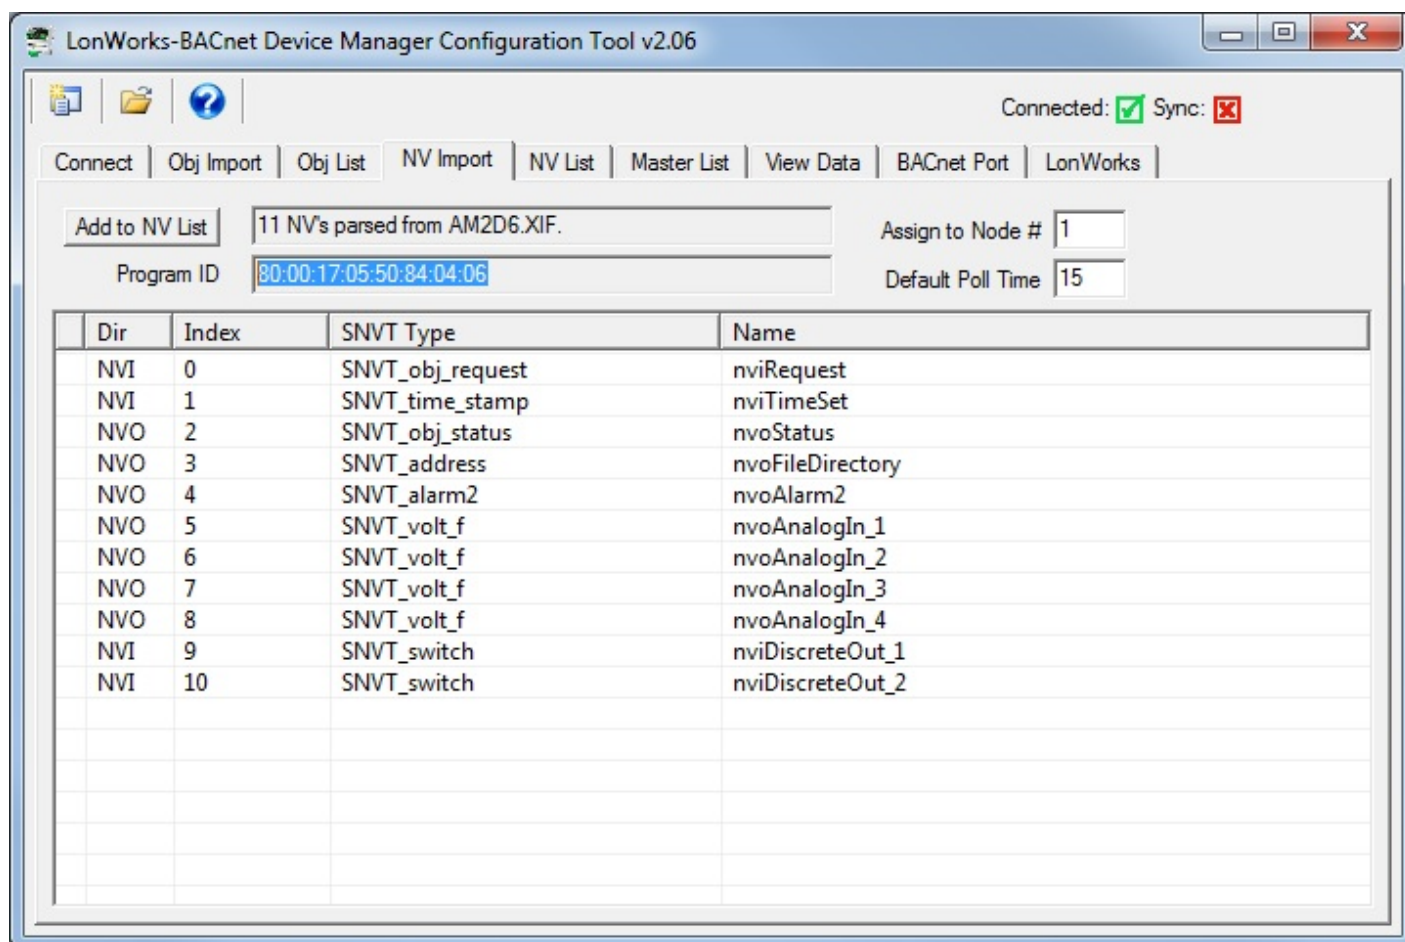 LonWorks-BACnet Device Manager Configuration Tool v2.06
Connected: Sync:
Connect Obj Import Obj List NV Import NV List Master List View Data BACnet Port LonWorks
Add to NV List 11 NV's parsed from AM2D6.XIF. Assign to Node # 1
Program ID 80:00:17:05:50:84:04:06 Default Poll Time 15
Dir Index SNVT Type Name
NVI 0 SNVT_obj_request nviRequest
NVI 1 SNVT_time_stamp nviTimeSet
NVO 2 SNVT_obj_status nvoStatus
NVO 3 SNVT_address nvoFileDirectory
NVO 4 SNVT_alarm2 nvoAlarm2
NVO 5 SNVT_volt_f nvoAnalogIn_1
NVO 6 SNVT_volt_f nvoAnalogIn_2
NVO 7 SNVT_volt_f nvoAnalogIn_3
NVO 8 SNVT_volt_f nvoAnalogIn_4
NVI 9 SNVT_switch nviDiscreteOut_1
NVI 10 SNVT_switch nviDiscreteOut_2